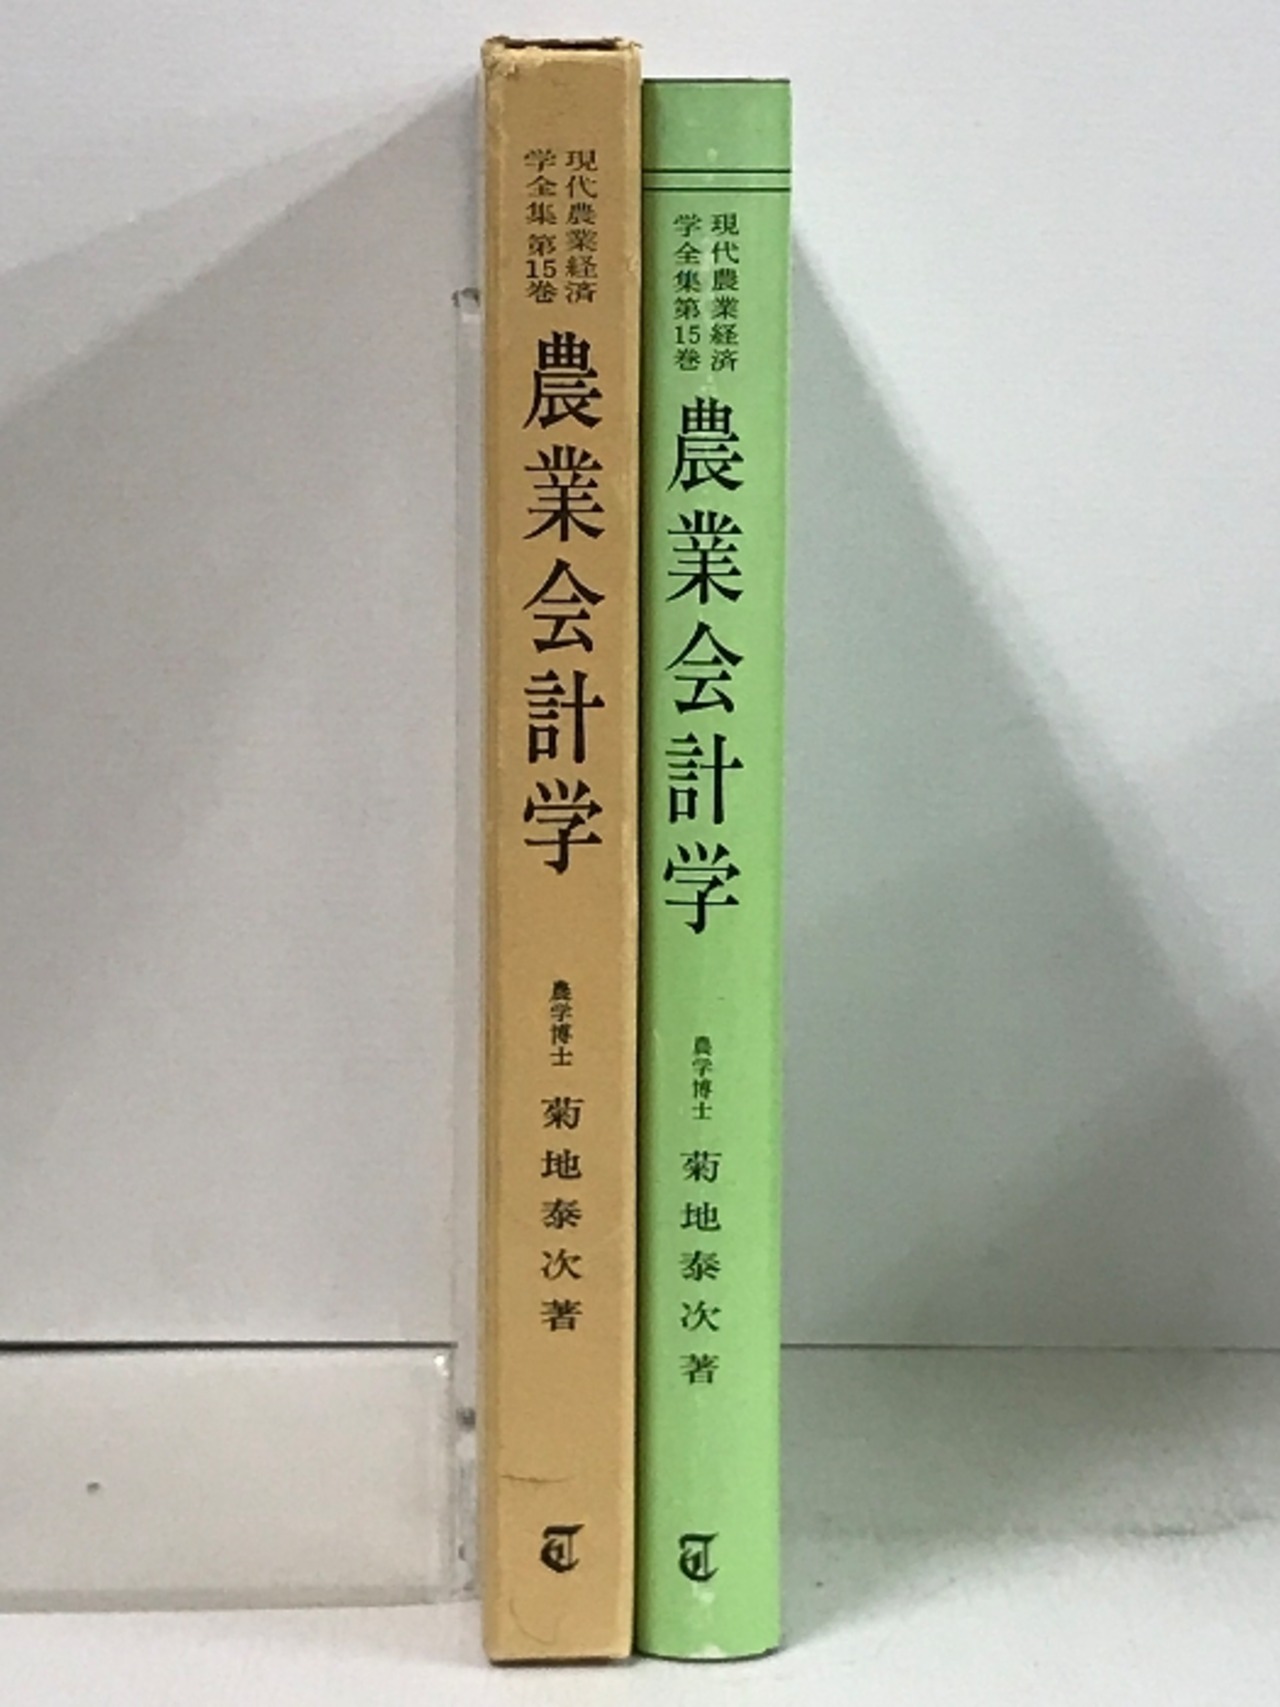 現代農業経済
学全集 第15巻
農業会計学
農学博士 菊地泰次著
T
現代農業経済
学全集第15巻
農業会計学
農学博士 菊地泰次著
T